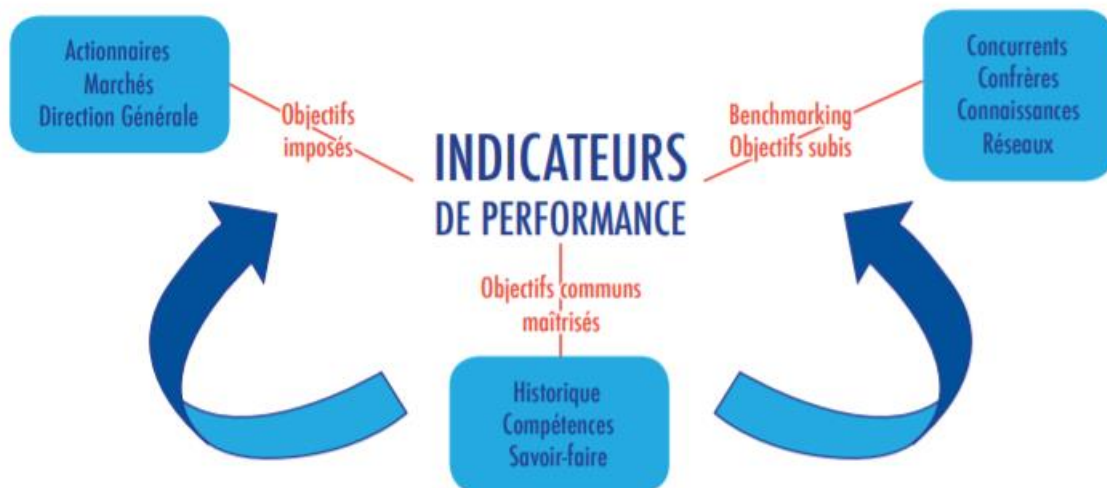 Actionnaires
Marchés
Direction Générale
Objectifs
imposés
INDICATEURS
DE PERFORMANCE
Benchmarking
Objectifs subis
Concurrents
Confrères
Connaissances
Réseaux
Objectifs communs
maîtrisés
Historique
Compétences
Savoir-faire